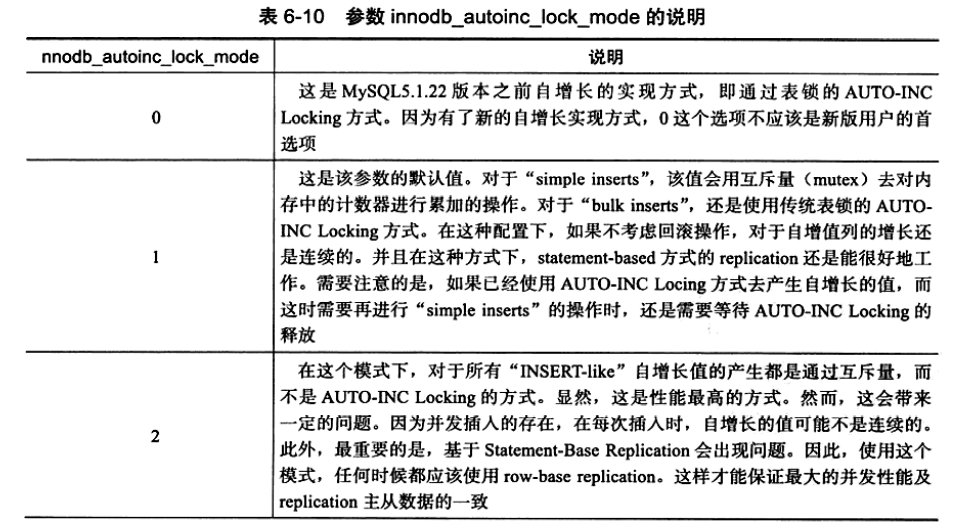 表 6-10 参数 innodb_autoinc_lock_mode 的说明
nnodb_autoinc_lock_mode 说明
0
这是 MySQL5.1.22 版本之前自增长的实现方式，即通过表锁的 AUTO-INC
Locking 方式。因为有了新的自增长实现方式，0 这个选项不应该是新版用户的首
选项
1
这是该参数的默认值。对于“simple inserts”，该值会用互斥量（mutex）去对内
存中的计数器进行累加的操作。对于“bulk inserts”，还是使用传统表锁的 AUTO-
INC Locking 方式。在这种配置下，如果不考虑回滚操作，对于自增值列的增长还
是连续的。并且在这种方式下，statement-based 方式的 replication 还是能很好地工
作。需要注意的是，如果已经使用 AUTO-INC Locing 方式去产生自增长的值，而
这时需要再进行“simple inserts”的操作时，还是需要等待 AUTO-INC Locking 的
释放
2
在这个模式下，对于所有“INSERT-like”自增长值的产生都是通过互斥量，而
不是 AUTO-INC Locking 的方式。显然，这是性能最高的方式。然而，这会带来
一定的问题。因为并发插入的存在，在每次插入时，自增长的值可能不是连续的。
此外，最重要的是，基于 Statement-Base Replication 会出现问题。因此，使用这个
模式，任何时候都应该使用 row-base replication。这样才能保证最大的并发性能及
replication 主从数据的一致